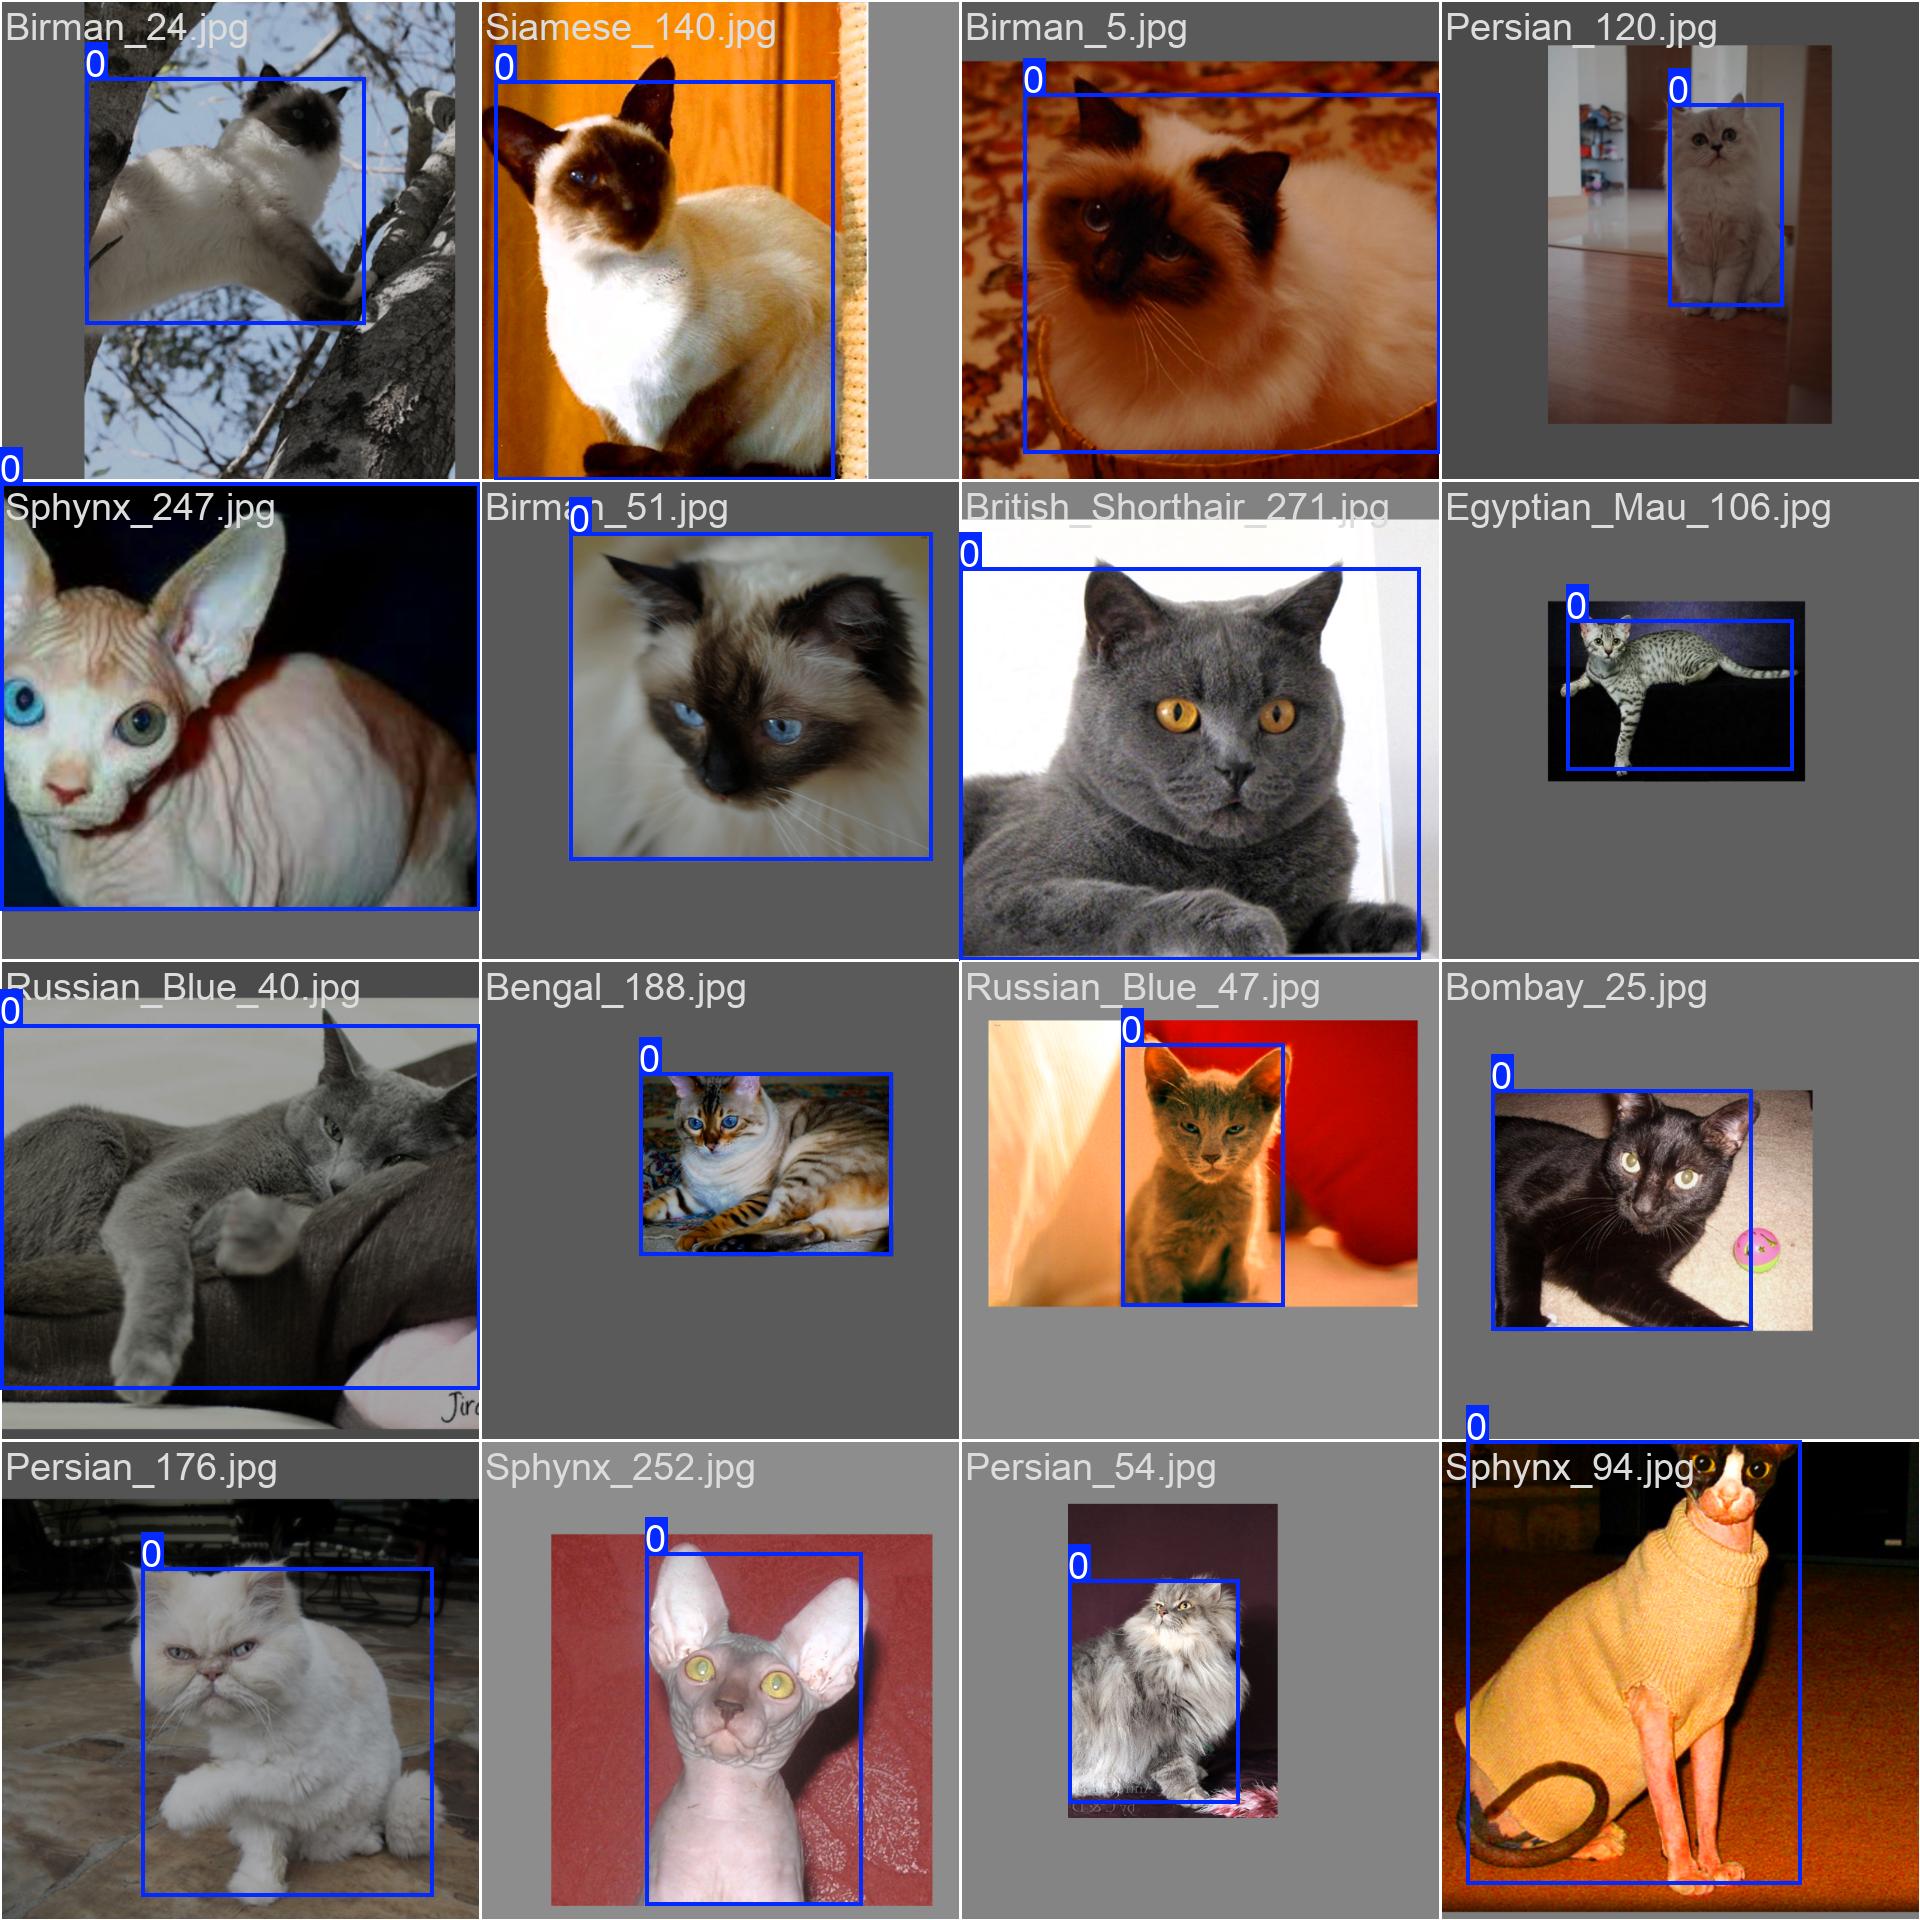 Birman_24.jpg
Siamese_140.jpg
Birman_5.jpg
Persian_120.jpg
0
0
0
0
0
Sphynx_247.jpg
Birman_51.jpg
British_Shorthair_271.jpg
Egyptian_Mau_106.jpg
0
0
0
Russian_Blue_40.jpg
Bengal_188.jpg
Russian_Blue_47.jpg
Bombay_25.jpg
0
0
0
0
0
Persian_176.jpg
Sphynx_252.jpg
Persian_54.jpg
Sphynx_94.jpg
0
0
0